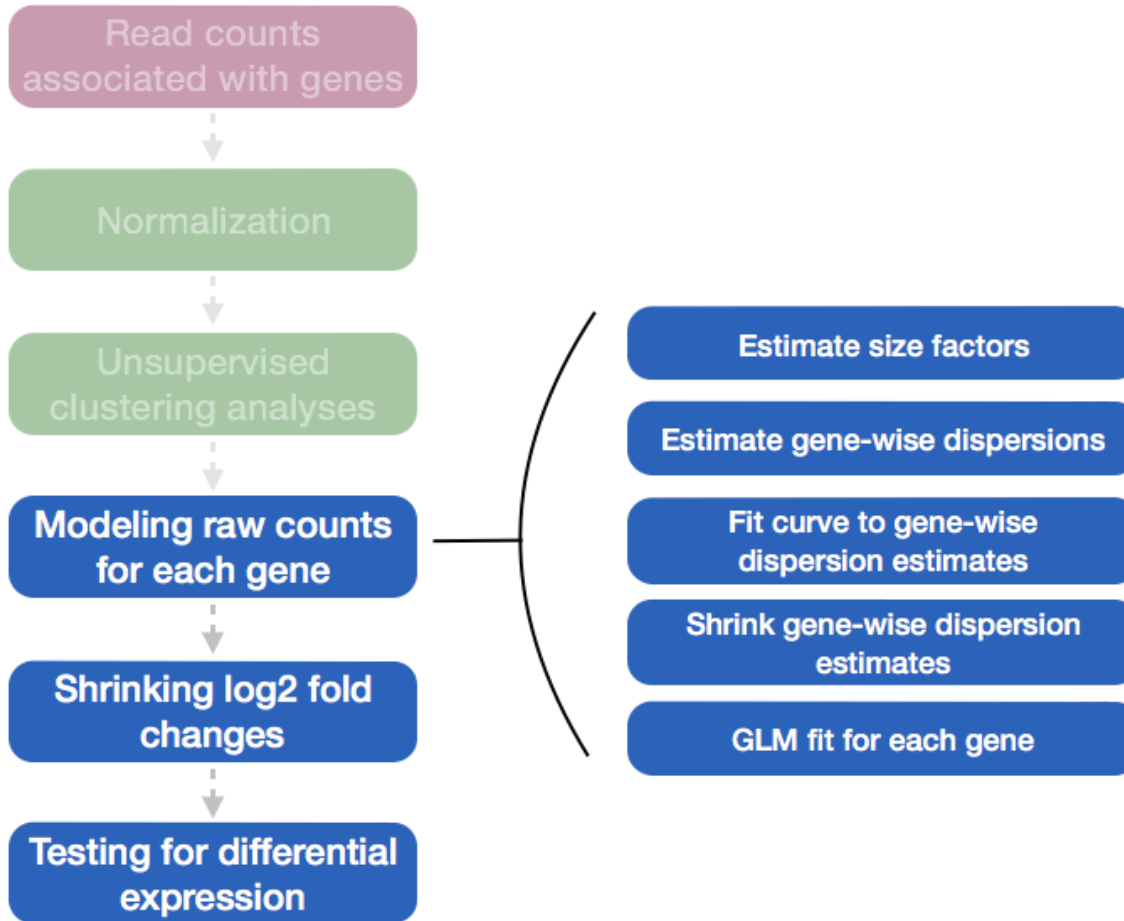 Read counts
associated with genes
Normalization
Unsupervised
clustering analyses
Modeling raw counts
for each gene
Shrinking log2 fold
changes
Testing for differential
expression
Estimate size factors
Estimate gene-wise dispersions
Fit curve to gene-wise
dispersion estimates
Shrink gene-wise dispersion
estimates
GLM fit for each gene